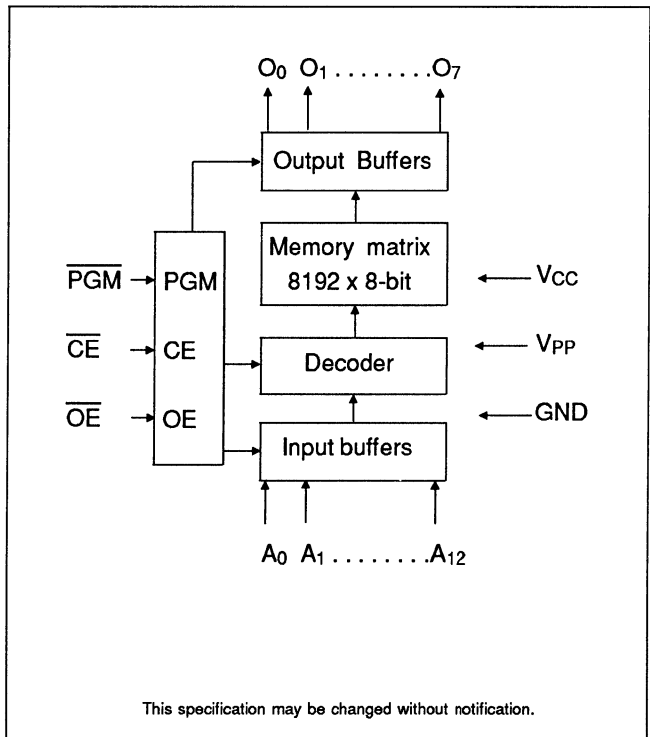 O0 O1 ........ O7
Output Buffers
Memory matrix
8192 x 8-bit
PGM PGM VCC
CE CE VPP
Decoder
OE OE GND
Input buffers
A0 A1 ........ A12
This specification may be changed without notification.